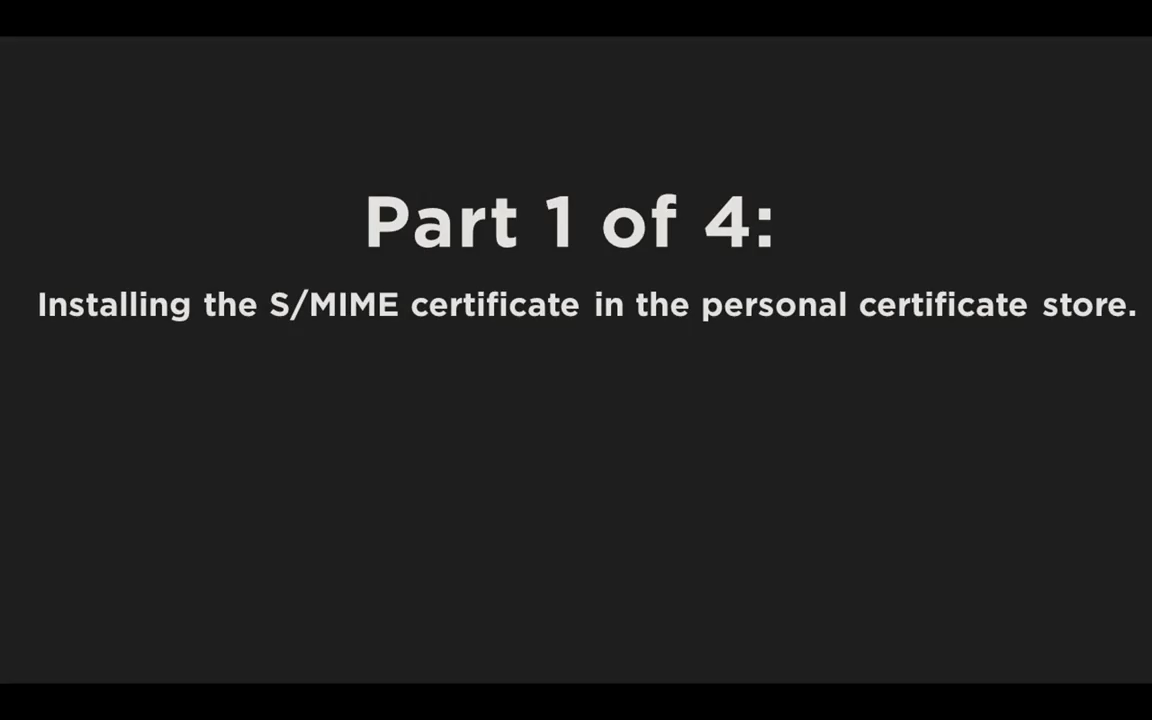 Part 1 of 4:
Installing the S/MIME certificate in the personal certificate store.